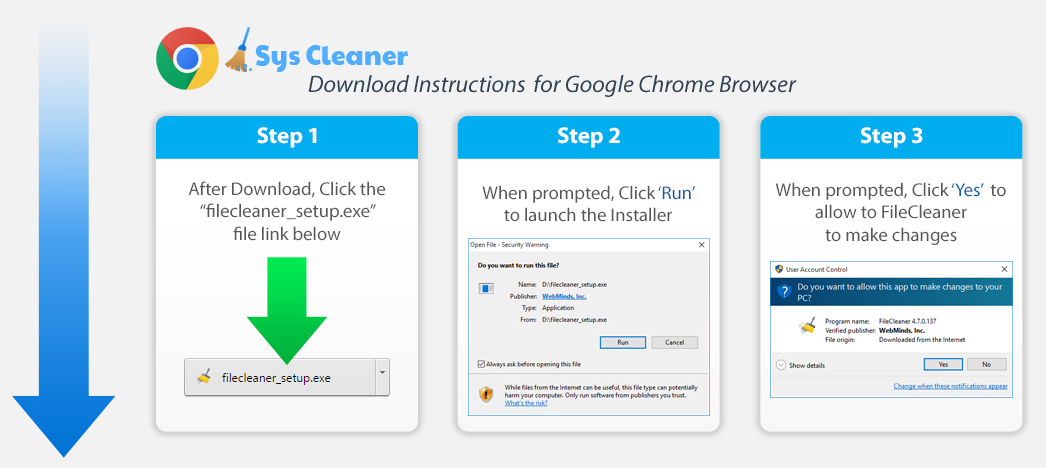 Sys Cleaner
Download Instructions for Google Chrome Browser
Step 1
After Download, Click the
“filecleaner_setup.exe”
file link below
filecleaner_setup.exe
Step 2
When prompted, Click ‘Run’
to launch the Installer
Open File - Security Warning
Do you want to run this file?
Name: D:\filecleaner_setup.exe
Publisher: WebMinds, Inc.
Type: Application
From: D:\filecleaner_setup.exe
Run Cancel
Always ask before opening this file
While files from the Internet can be useful, this file type can potentially
harm your computer. Only run software from publishers you trust.
What's the risk?
Step 3
When prompted, Click ‘Yes’ to
allow to FileCleaner
to make changes
User Account Control
Do you want to allow this app to make changes to your
PC?
Program name: FileCleaner 4.7.0.137
Verified publisher: WebMinds, Inc.
File origin: Downloaded from the Internet
Show details Yes No
Change when these notifications appear